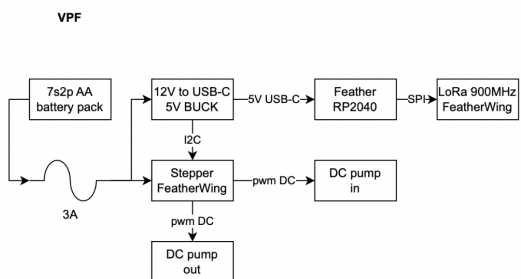 VPF
7s2p AA
battery pack
12V to USB-C
5V BUCK
5V USB-C
Feather
RP2040
SPI
LoRa 900MHz
FeatherWing
I2C
3A
Stepper
FeatherWing
pwm DC
DC pump
in
pwm DC
DC pump
out